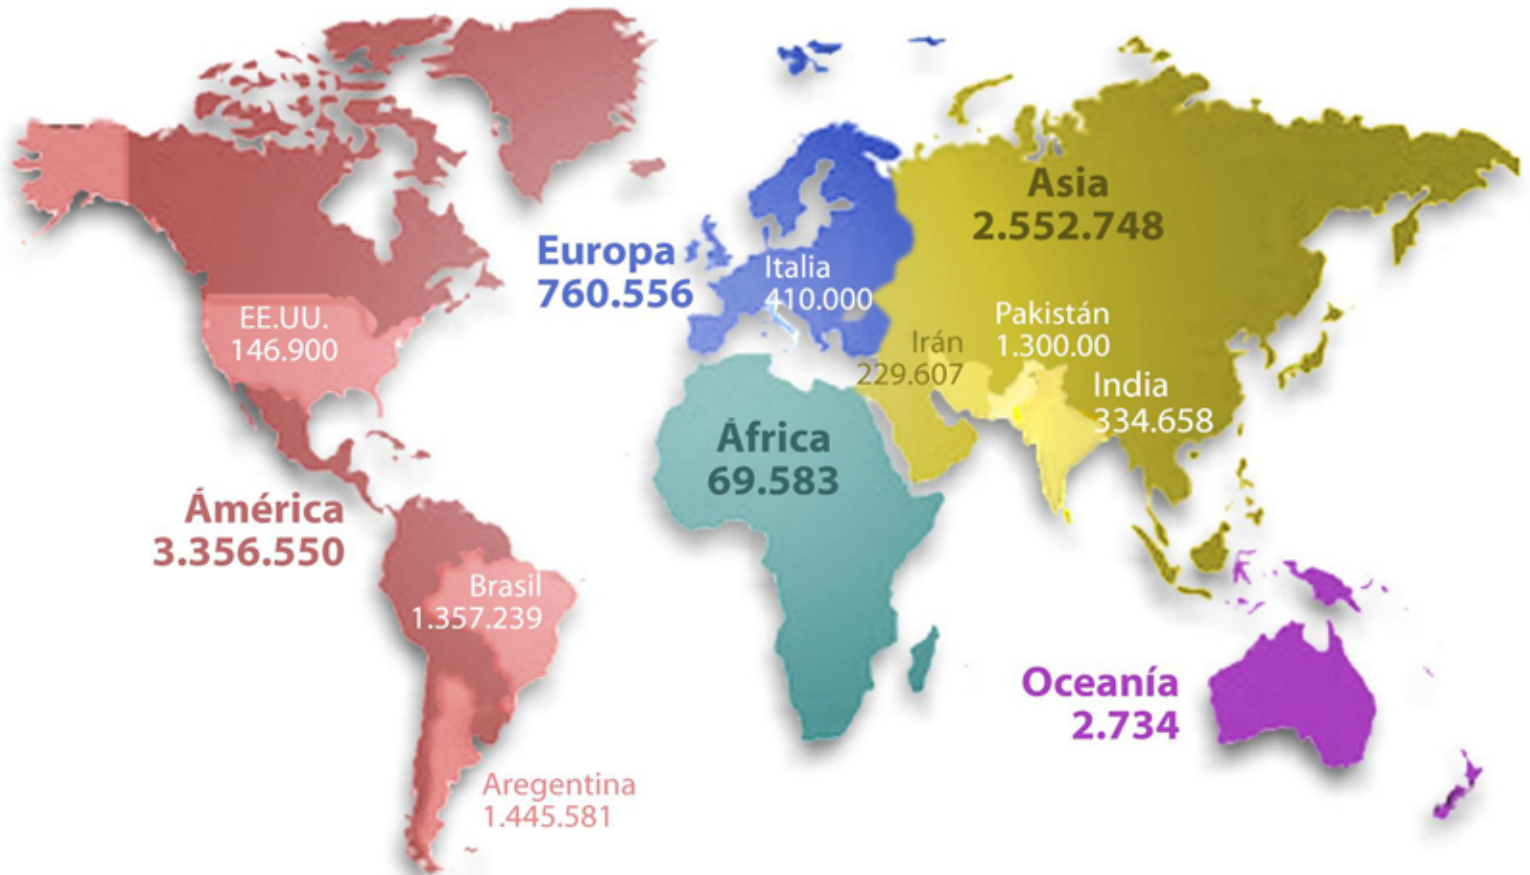 Asia
2.552.748
Europa
760.556
Italia
410.000
EE.UU.
146.900
Pakistán
1.300.00
Irán
229.607
India
334.658
África
69.583
Ámérica
3.356.550
Brasil
1.357.239
Oceanía
2.734
Aregentina
1.445.581